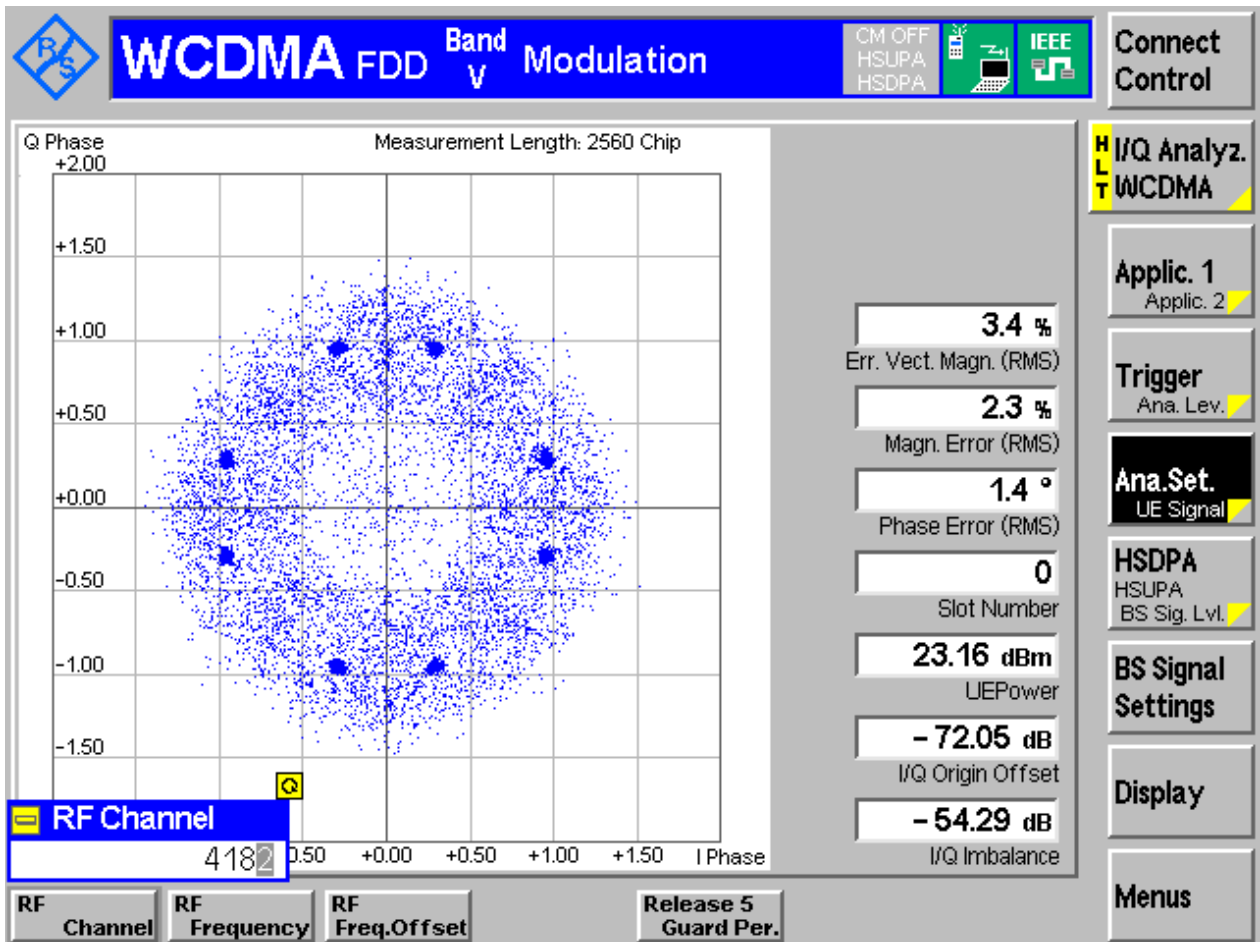 R&S
WCDMA FDD Band V Modulation
CM OFF
HSUPA
HSDPA
IEEE
Connect Control
Q Phase
Measurement Length: 2560 Chip
+2.00
+1.50
+1.00
+0.50
+0.00
-0.50
-1.00
-1.50
Q
RF Channel
4182
0.50 +0.00 +0.50 +1.00 +1.50 I Phase
3.4 %
Err. Vect. Magn. (RMS)
2.3 %
Magn. Error (RMS)
1.4 °
Phase Error (RMS)
0
Slot Number
23.16 dBm
UEPower
- 72.05 dB
I/Q Origin Offset
- 54.29 dB
I/Q Imbalance
HLT
I/Q Analyz.
WCDMA
Applic. 1
Applic. 2
Trigger
Ana. Lev.
Ana.Set.
UE Signal
HSDPA
HSUPA
BS Sig. Lvl.
BS Signal
Settings
Display
Menus
RF Channel
RF Frequency
RF Freq.Offset
Release 5 Guard Per.